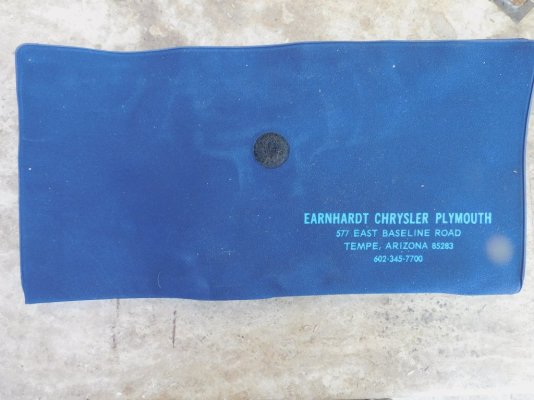 EARNHARDT CHRYSLER PLYMOUTH
577 EAST BASELINE ROAD
TEMPE, ARIZONA 85283
602-345-7700